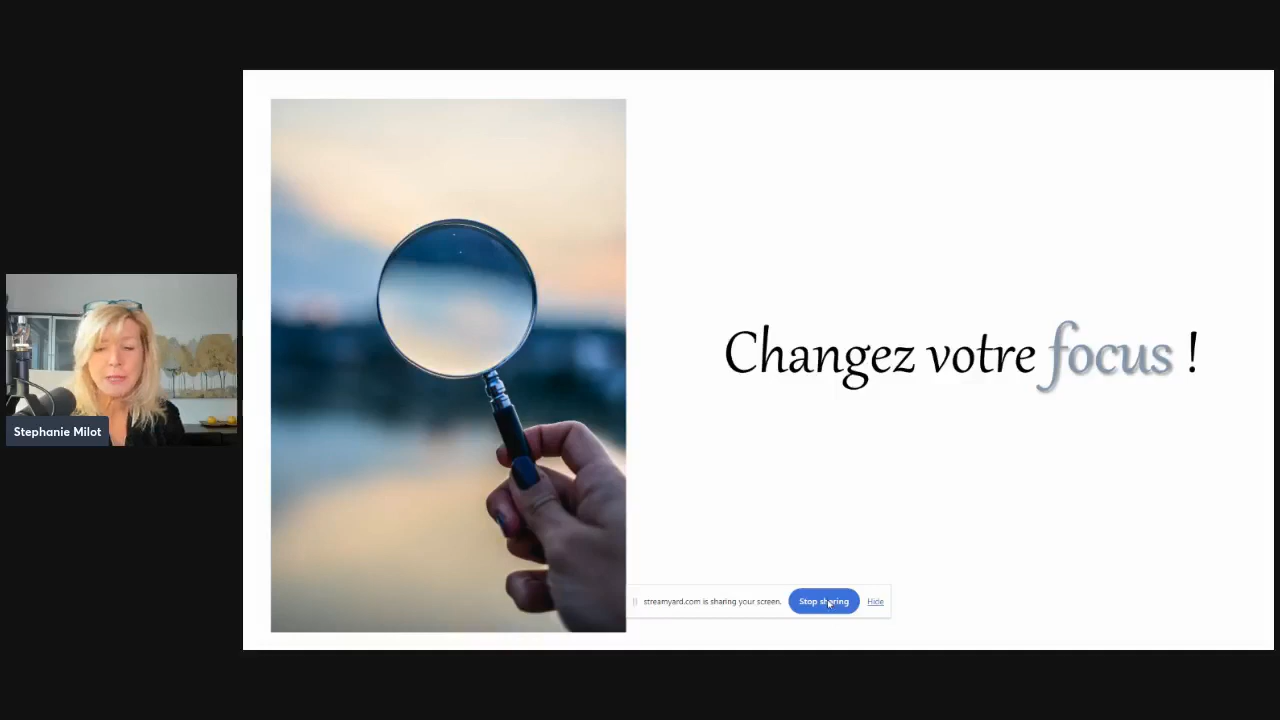 Changez votre focus !
Stephanie Milot
streamyard.com is sharing your screen. Stop sharing Hide